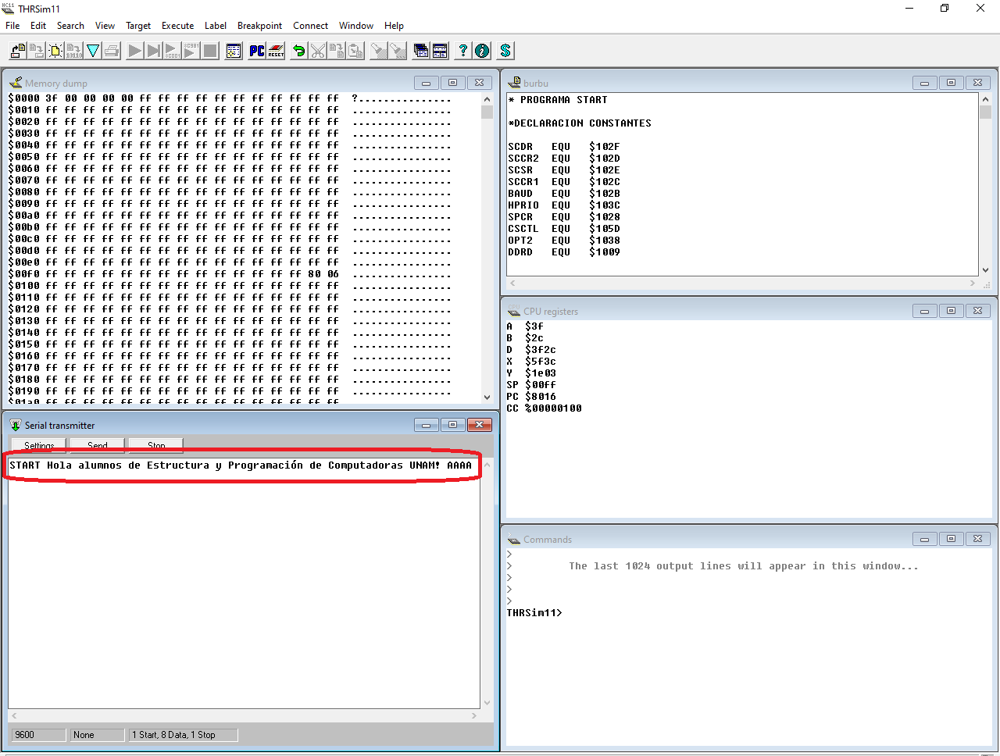 THRSim11
File Edit Search View Target Execute Label Breakpoint Connect Window Help
PC RESET $
Memory dump
$0000 3f 00 00 00 00 ff ff ff ff ff ff ff ff ff ff ff ?...............
$0010 ff ff ff ff ff ff ff ff ff ff ff ff ff ff ff ff ................
$0020 ff ff ff ff ff ff ff ff ff ff ff ff ff ff ff ff ................
$0030 ff ff ff ff ff ff ff ff ff ff ff ff ff ff ff ff ................
$0040 ff ff ff ff ff ff ff ff ff ff ff ff ff ff ff ff ................
$0050 ff ff ff ff ff ff ff ff ff ff ff ff ff ff ff ff ................
$0060 ff ff ff ff ff ff ff ff ff ff ff ff ff ff ff ff ................
$0070 ff ff ff ff ff ff ff ff ff ff ff ff ff ff ff ff ................
$0080 ff ff ff ff ff ff ff ff ff ff ff ff ff ff ff ff ................
$0090 ff ff ff ff ff ff ff ff ff ff ff ff ff ff ff ff ................
$00a0 ff ff ff ff ff ff ff ff ff ff ff ff ff ff ff ff ................
$00b0 ff ff ff ff ff ff ff ff ff ff ff ff ff ff ff ff ................
$00c0 ff ff ff ff ff ff ff ff ff ff ff ff ff ff ff ff ................
$00d0 ff ff ff ff ff ff ff ff ff ff ff ff ff ff ff ff ................
$00e0 ff ff ff ff ff ff ff ff ff ff ff ff ff ff ff ff ................
$00f0 ff ff ff ff ff ff ff ff ff ff ff ff ff ff 80 06 ................
$0100 ff ff ff ff ff ff ff ff ff ff ff ff ff ff ff ff ................
$0110 ff ff ff ff ff ff ff ff ff ff ff ff ff ff ff ff ................
$0120 ff ff ff ff ff ff ff ff ff ff ff ff ff ff ff ff ................
$0130 ff ff ff ff ff ff ff ff ff ff ff ff ff ff ff ff ................
$0140 ff ff ff ff ff ff ff ff ff ff ff ff ff ff ff ff ................
$0150 ff ff ff ff ff ff ff ff ff ff ff ff ff ff ff ff ................
$0160 ff ff ff ff ff ff ff ff ff ff ff ff ff ff ff ff ................
$0170 ff ff ff ff ff ff ff ff ff ff ff ff ff ff ff ff ................
$0180 ff ff ff ff ff ff ff ff ff ff ff ff ff ff ff ff ................
$0190 ff ff ff ff ff ff ff ff ff ff ff ff ff ff ff ff ................
$01a0 ff ff ff ff ff ff ff ff ff ff ff ff ff ff ff ff
Serial transmitter
Settings Send Stop
START Hola alumnos de Estructura y Programación de Computadoras UNAM! AAAA
9600 None 1 Start, 8 Data, 1 Stop
burbu
* PROGRAMA START
*DECLARACION CONSTANTES
SCDR EQU $102F
SCCR2 EQU $102D
SCSR EQU $102E
SCCR1 EQU $102C
BAUD EQU $102B
HPRIO EQU $103C
SPCR EQU $1028
CSCTL EQU $105D
OPT2 EQU $1038
DDRD EQU $1009
CPU registers
A $3f
B $2c
D $3f2c
X $5f3c
Y $1e03
SP $00ff
PC $8016
CC %00000100
Commands
>
> The last 1024 output lines will appear in this window...
>
>
>
THRSim11>